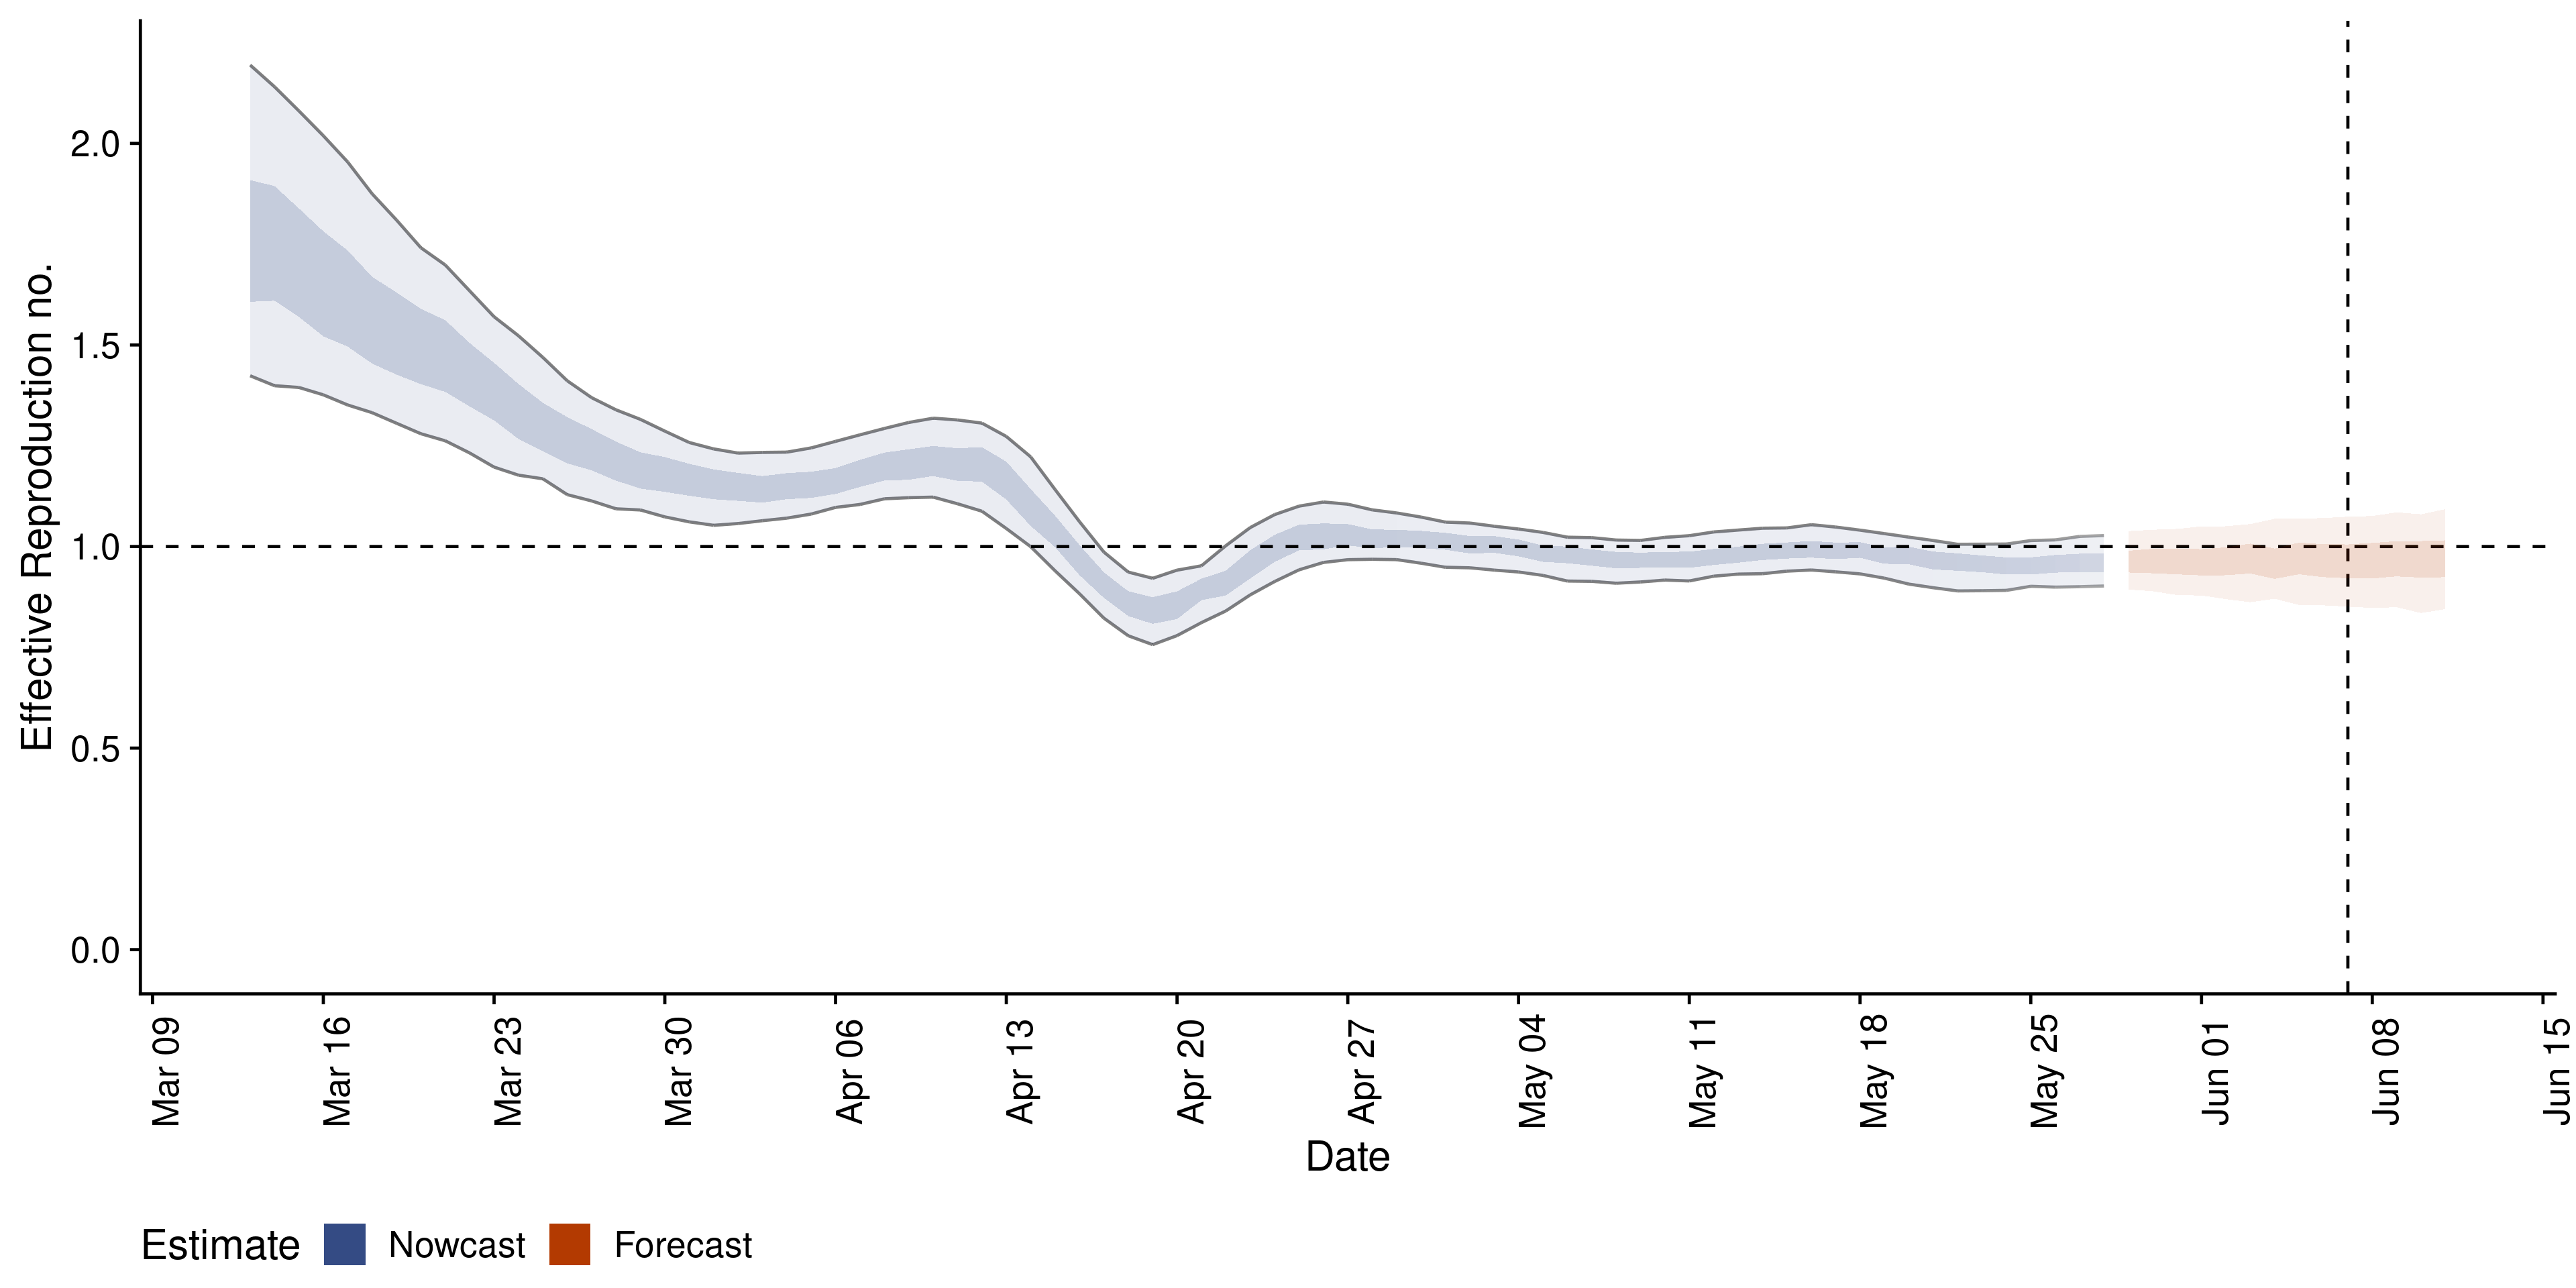 Effective Reproduction no.
2.0
1.5
1.0
0.5
0.0
Mar 09
Mar 16
Mar 23
Mar 30
Apr 06
Apr 13
Apr 20
Apr 27
May 04
May 11
May 18
May 25
Jun 01
Jun 08
Jun 15
Date
Estimate Nowcast Forecast